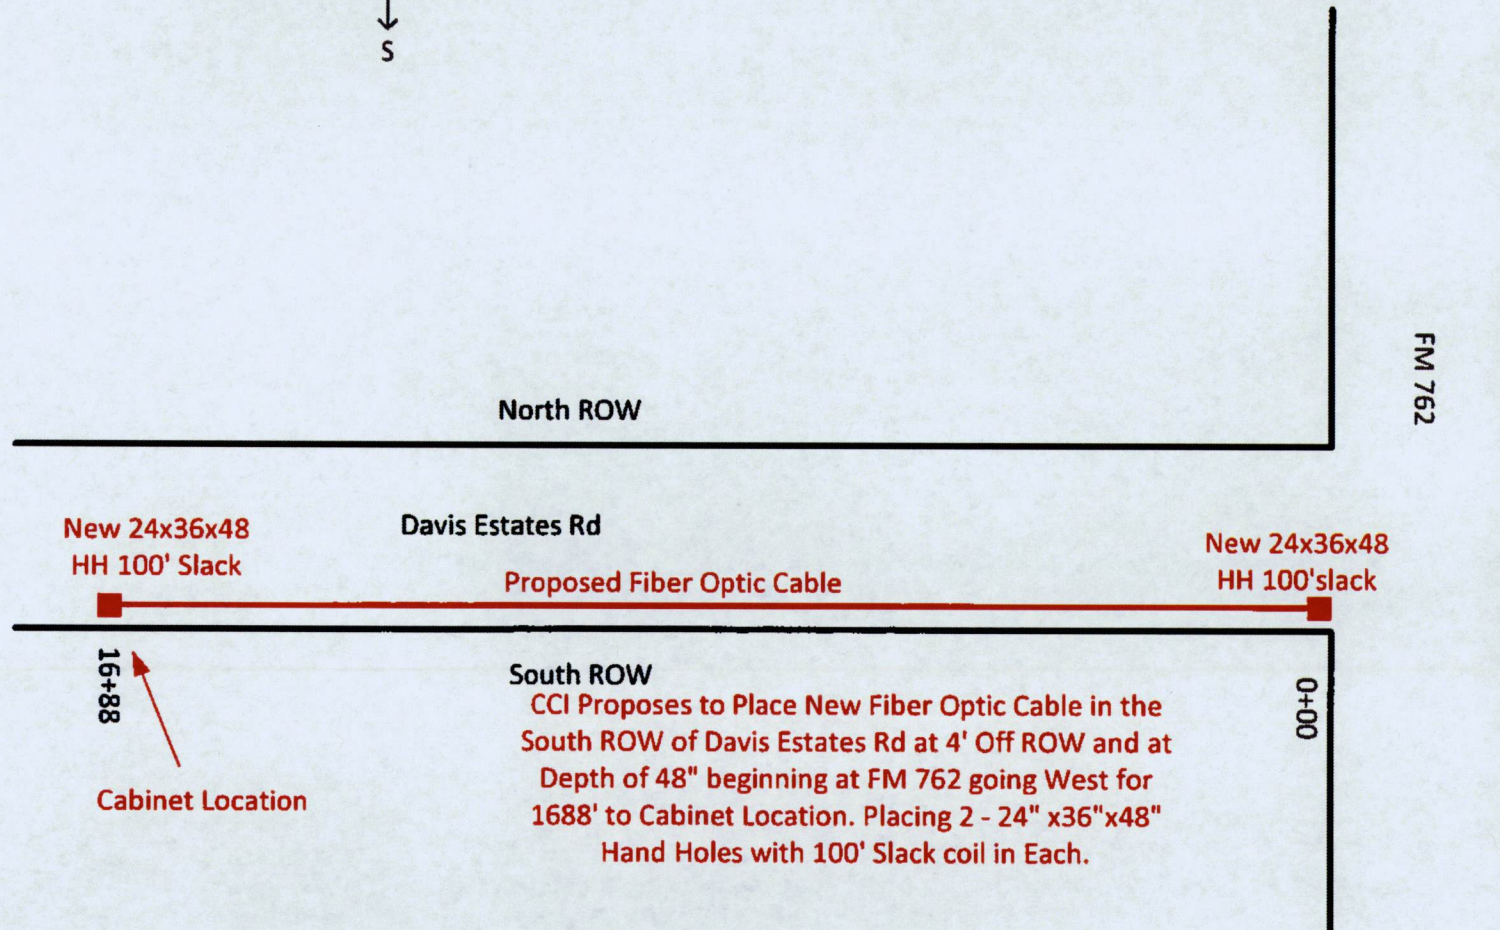 S
FM 762
North ROW
Davis Estates Rd
New 24x36x48
HH 100' Slack
Proposed Fiber Optic Cable
New 24x36x48
HH 100'slack
16+88
0+00
South ROW
CCI Proposes to Place New Fiber Optic Cable in the
South ROW of Davis Estates Rd at 4' Off ROW and at
Depth of 48" beginning at FM 762 going West for
1688' to Cabinet Location. Placing 2 - 24" x36"x48"
Hand Holes with 100' Slack coil in Each.
Cabinet Location